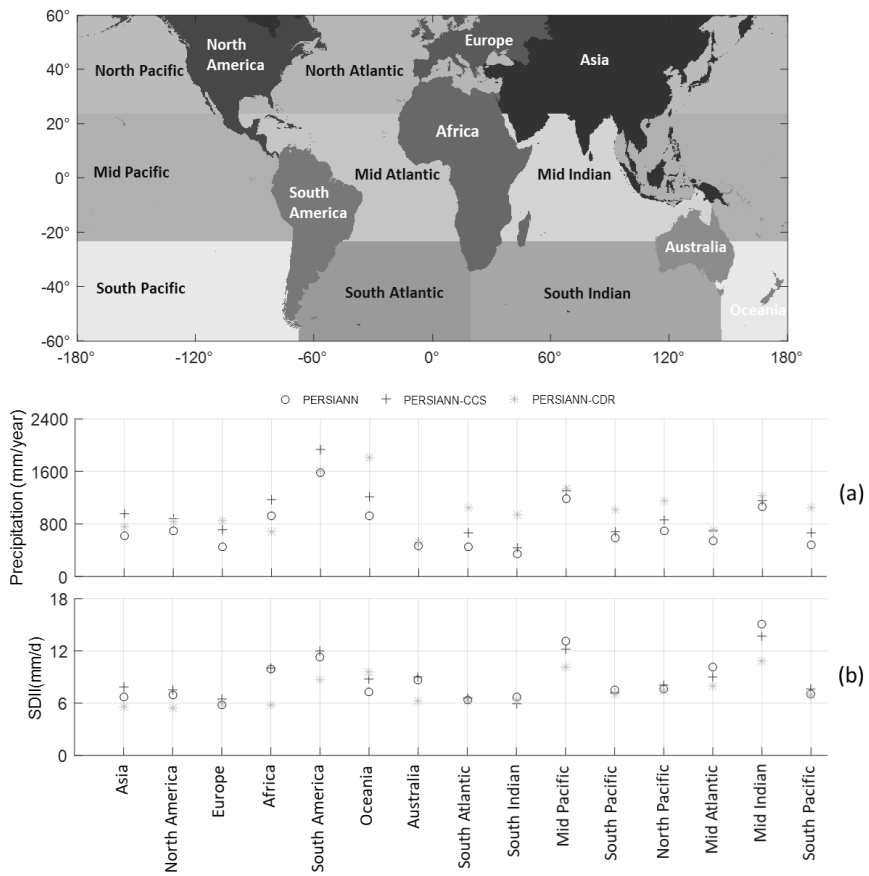 60°
40°
20°
0°
-20°
-40°
-60°
North
America
Europe
Asia
North Pacific
North Atlantic
Africa
Mid Pacific
Mid Atlantic
Mid Indian
South
America
Australia
South Pacific
South Atlantic
South Indian
Oceania
-180°
-120°
-60°
0°
60°
120°
180°
PERSIANN
PERSIANN-CCS
PERSIANN-CDR
Precipitation (mm/year)
2400
1600
800
0
(a)
SDII(mm/d)
18
12
6
0
(b)
Asia
North America
Europe
Africa
South America
Oceania
Australia
South Atlantic
South Indian
Mid Pacific
South Pacific
North Pacific
Mid Atlantic
Mid Indian
South Pacific